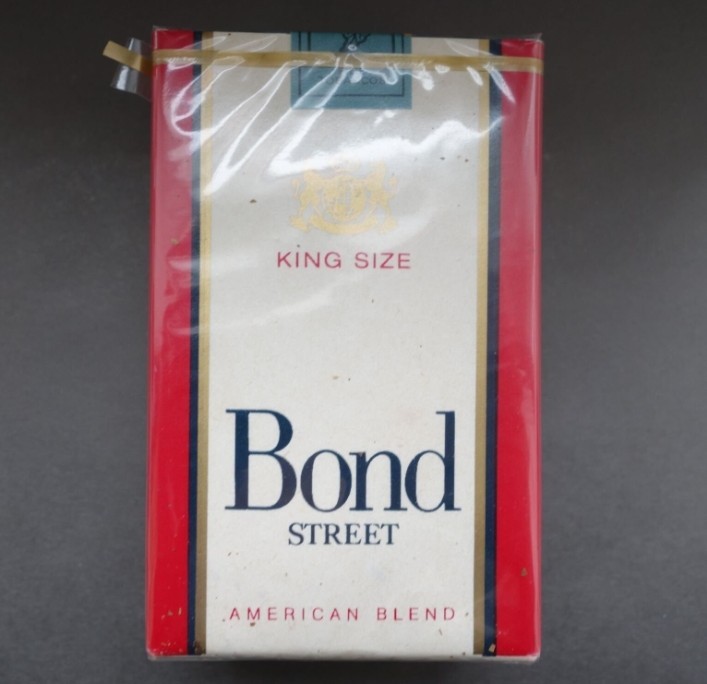 KING SIZE
Bond
STREET
AMERICAN BLEND